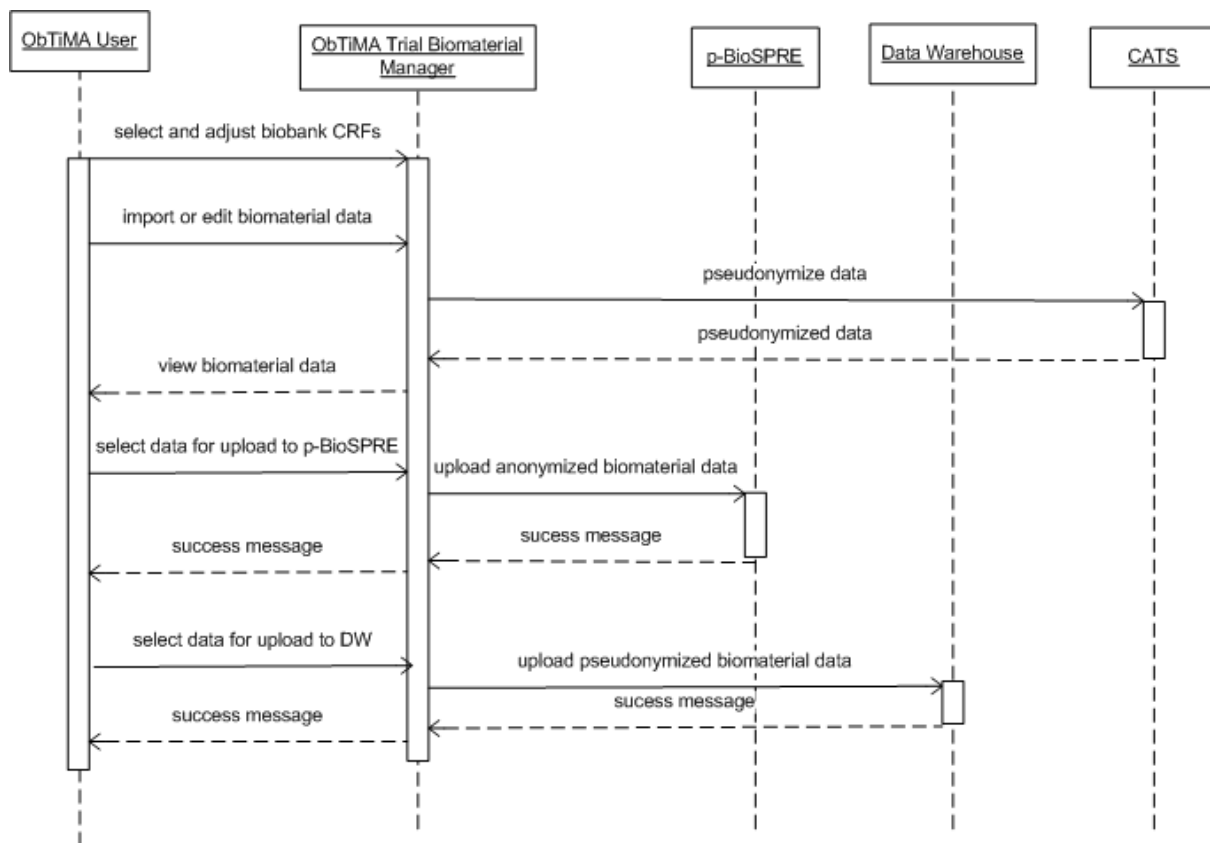 ObTiMA User
ObTiMA Trial Biomaterial
Manager
p-BioSPRE
Data Warehouse
CATS
select and adjust biobank CRFs
import or edit biomaterial data
pseudonymize data
pseudonymized data
view biomaterial data
select data for upload to p-BioSPRE
upload anonymized biomaterial data
sucess message
success message
select data for upload to DW
upload pseudonymized biomaterial data
sucess message
success message